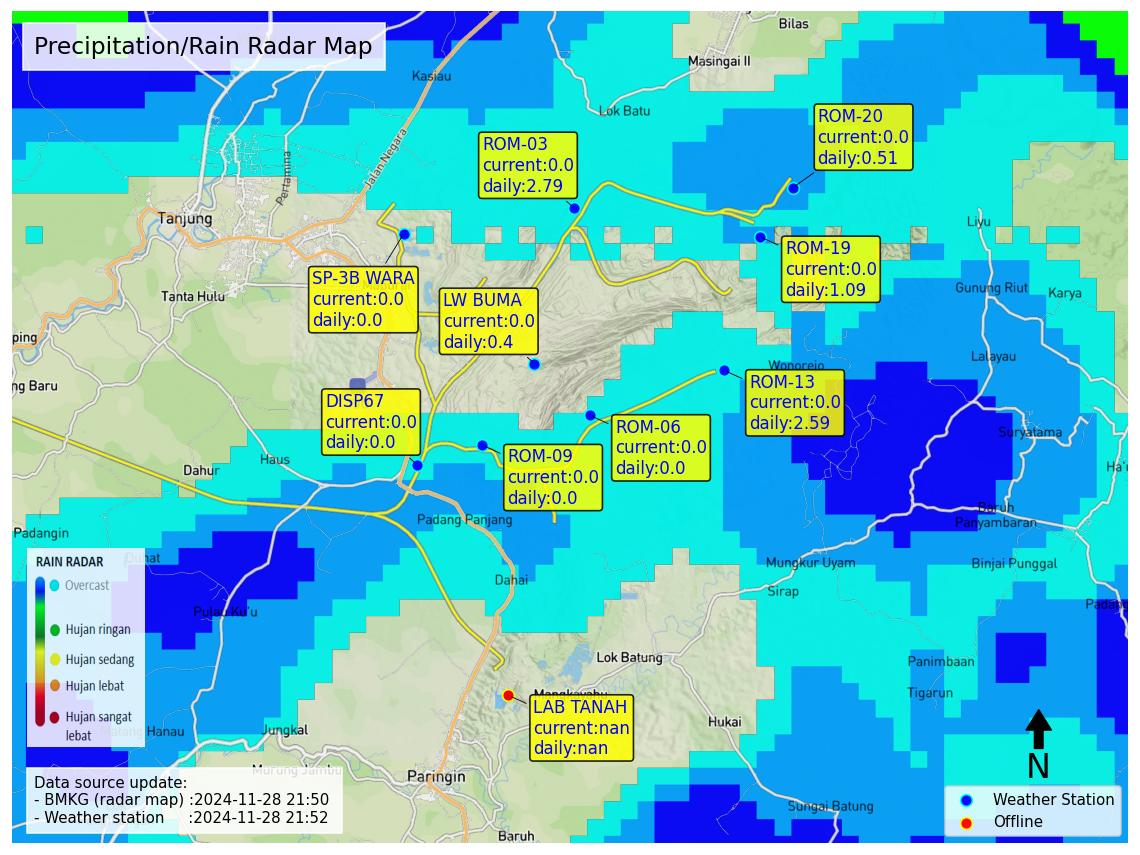 Precipitation/Rain Radar Map
Bilas
Masingai II
Kasiau
Lok Batu
Jalan Negara
Pertamina
ROM-20
current:0.0
daily:0.51
ROM-03
current:0.0
daily:2.79
Tanjung
Liyu
ROM-19
current:0.0
daily:1.09
SP-3B WARA
current:0.0
daily:0.0
LW BUMA
current:0.0
daily:0.4
Tanta Hulu
Gunung Riut
Karya
ping
Lalayau
Wonorejo
ng Baru
ROM-13
current:0.0
daily:2.59
DISP67
current:0.0
daily:0.0
ROM-06
current:0.0
daily:0.0
Suryatama
ROM-09
current:0.0
daily:0.0
Haus
Dahur
Ha'u
Baruh
Panyambaran
Padang Panjang
Padangin
Mungkur Uyam
Binjai Punggal
Dahai
Sirap
Padang
Pulau Ku'u
RAIN RADAR
Overcast
Hujan ringan
Hujan sedang
Hujan lebat
Hujan sangat
lebat
Lok Batung
Panimbaan
Tigarun
Mangkayahu
LAB TANAH
current:nan
daily:nan
Hukai
Jungkal
Murung Jambu
Paringin
Sungai Batung
Baruh
N
Data source update:
- BMKG (radar map) :2024-11-28 21:50
- Weather station :2024-11-28 21:52
Weather Station
Offline